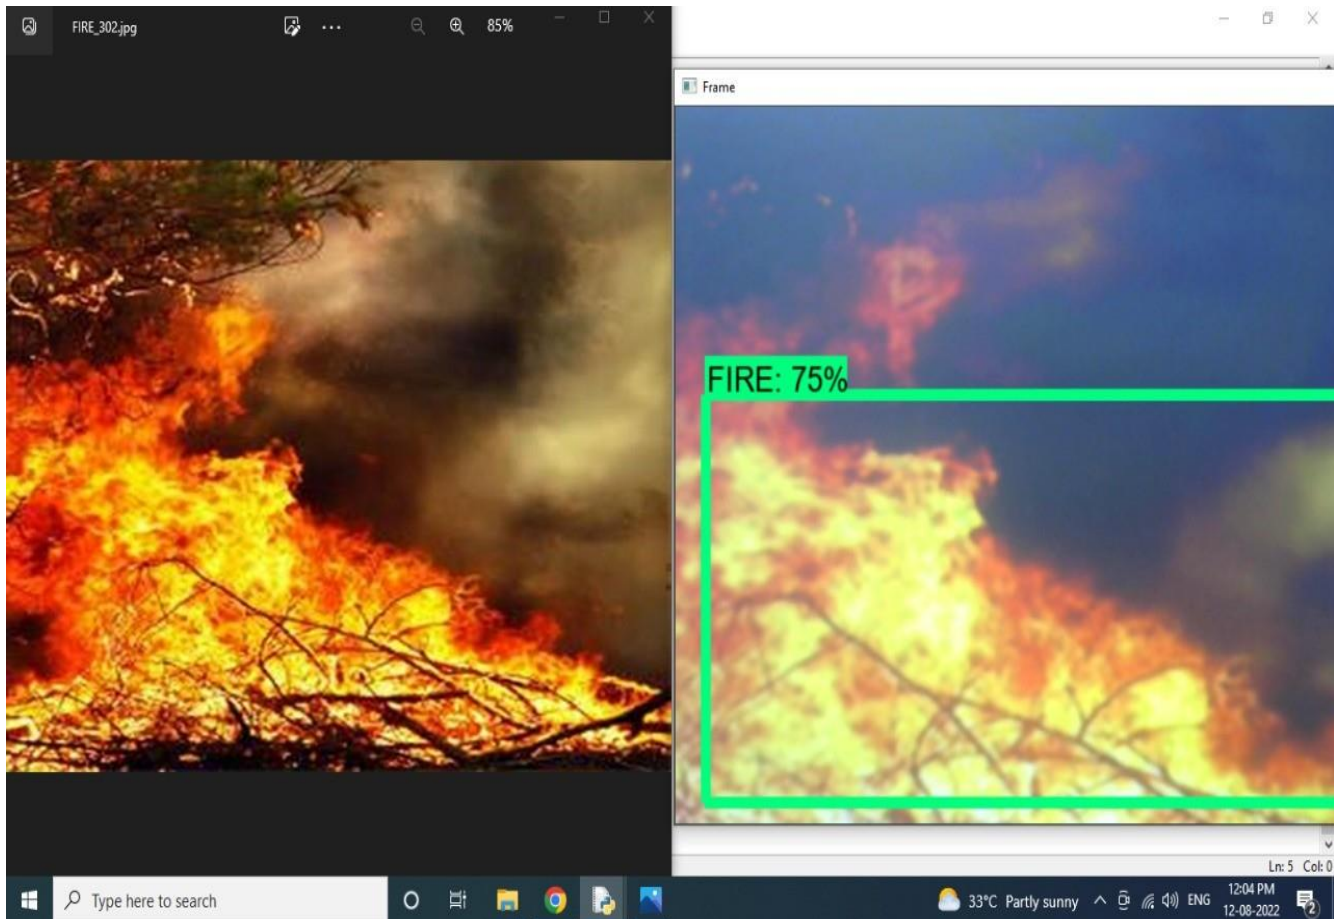 FIRE_302.jpg
85%
Frame
FIRE: 75%
Ln: 5 Col: 0
Type here to search
33°C Partly sunny
ENG
12:04 PM
12-08-2022
2